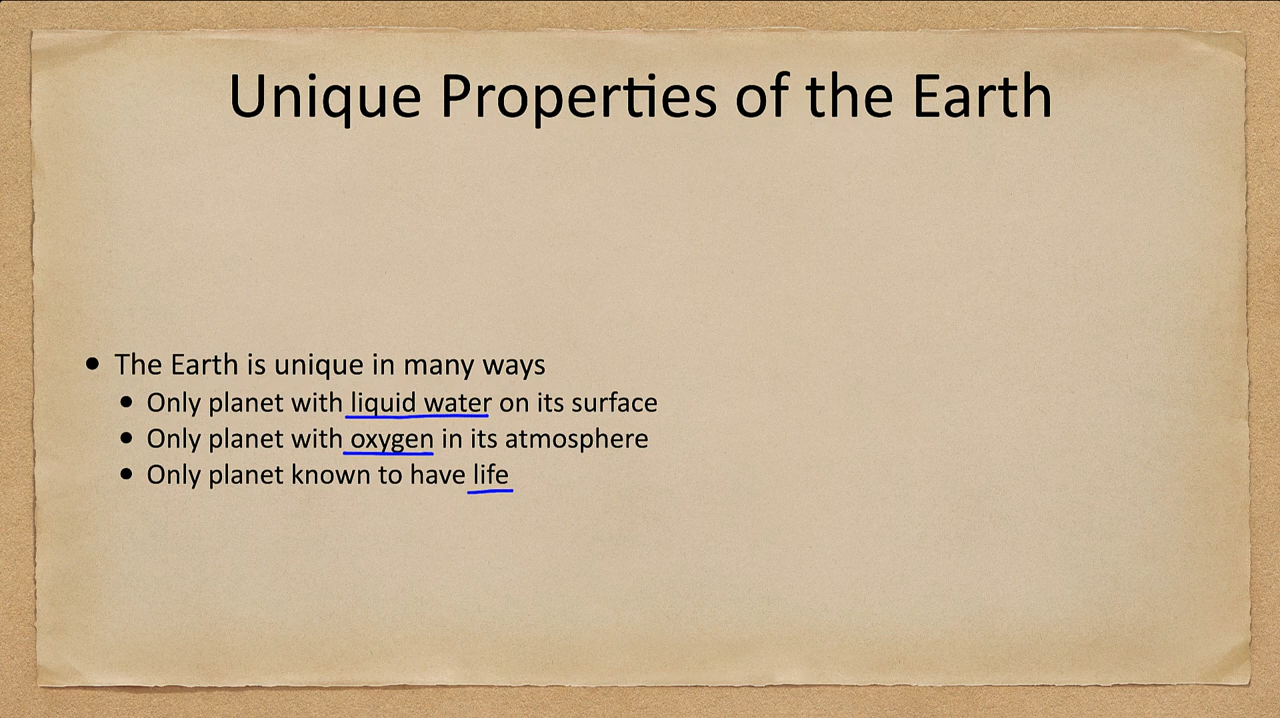 Unique Properties of the Earth
• The Earth is unique in many ways
• Only planet with liquid water on its surface
• Only planet with oxygen in its atmosphere
• Only planet known to have life